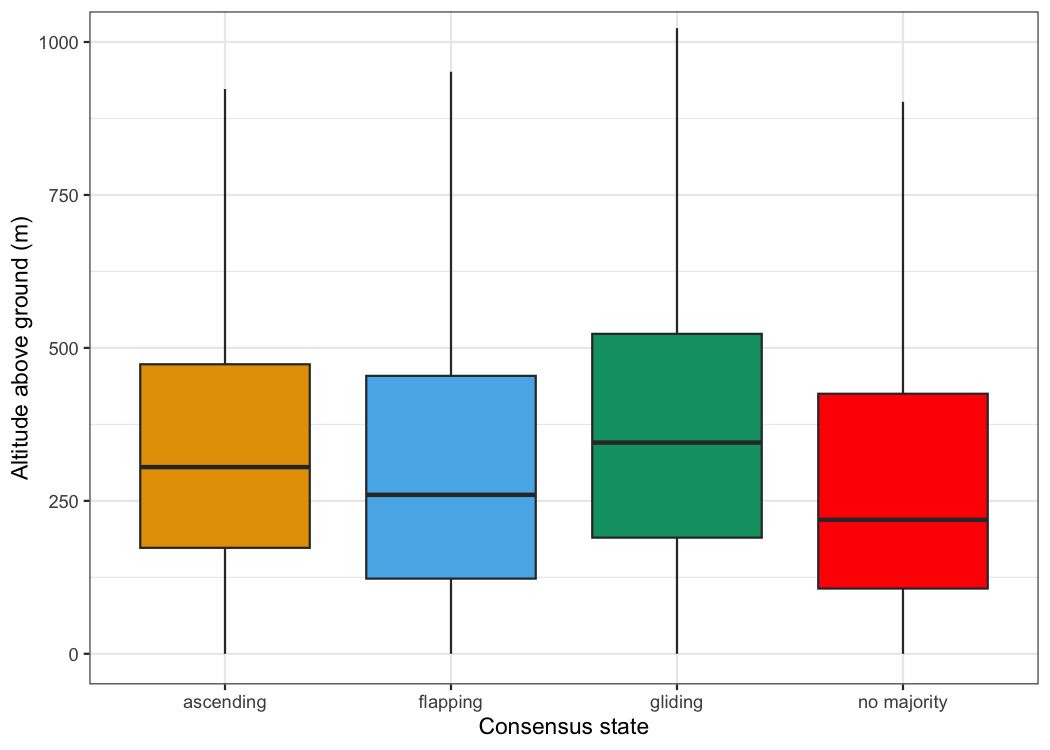 Altitude above ground (m)
1000
750
500
250
0
ascending flapping gliding no majority
Consensus state